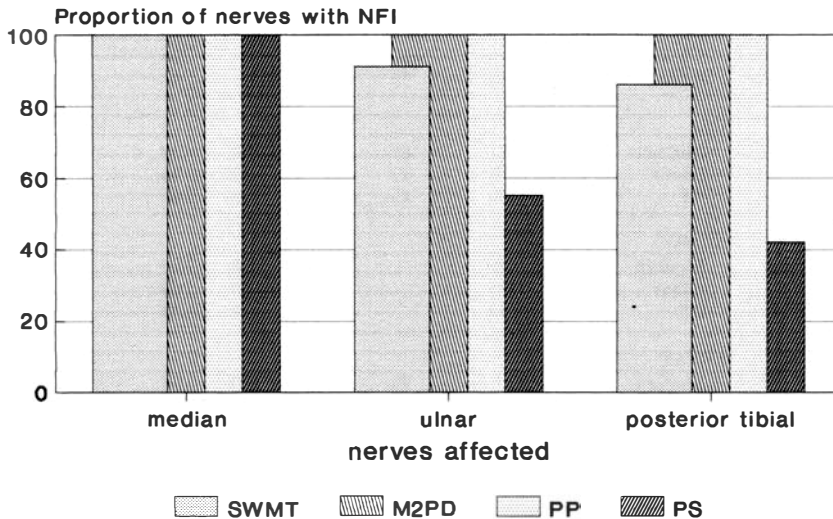 Proportion of nerves with NFI
100
80
60
40
20
0
median ulnar posterior tibial
nerves affected
SWMT M2PD PP PS